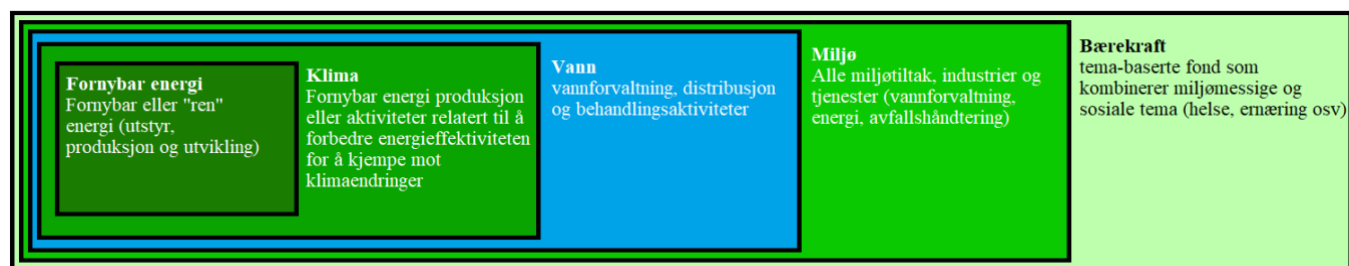 Fornybar energi
Fornybar eller "ren"
energi (utstyr,
produksjon og utvikling)
Klima
Fornybar energi produksjon
eller aktiviteter relatert til å
forbedre energieffektiviteten
for å kjempe mot
klimaendringer
Vann
vannforvaltning, distribusjon
og behandlingsaktiviteter
Miljø
Alle miljøtiltak, industrier og
tjenester (vannforvaltning,
energi, avfallshåndtering)
Bærekraft
tema-baserte fond som
kombinerer miljømessige og
sosiale tema (helse, ernæring osv)